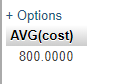 + Options
AVG(cost)
800.0000